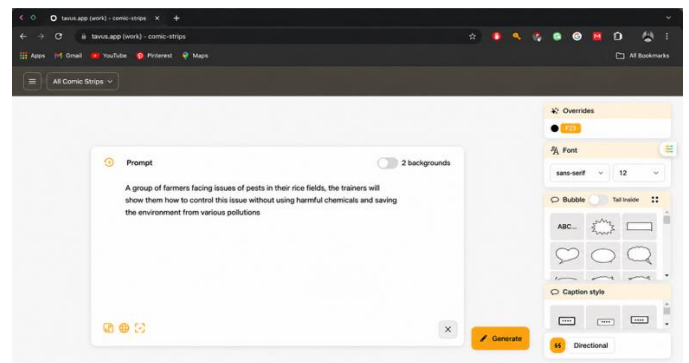 tavus.app (work) - comic-strips
tavus.app (work) - comic-strips
Apps Gmail YouTube Pinterest Maps All Bookmarks
All Comic Strips
Overrides
F23
Font
sans-serif 12
Prompt 2 backgrounds
A group of farmers facing issues of pests in their rice fields, the trainers will
show them how to control this issue without using harmful chemicals and saving
the environment from various pollutions
Bubble Tail Inside
ABC...
Caption style
Generate
Directional